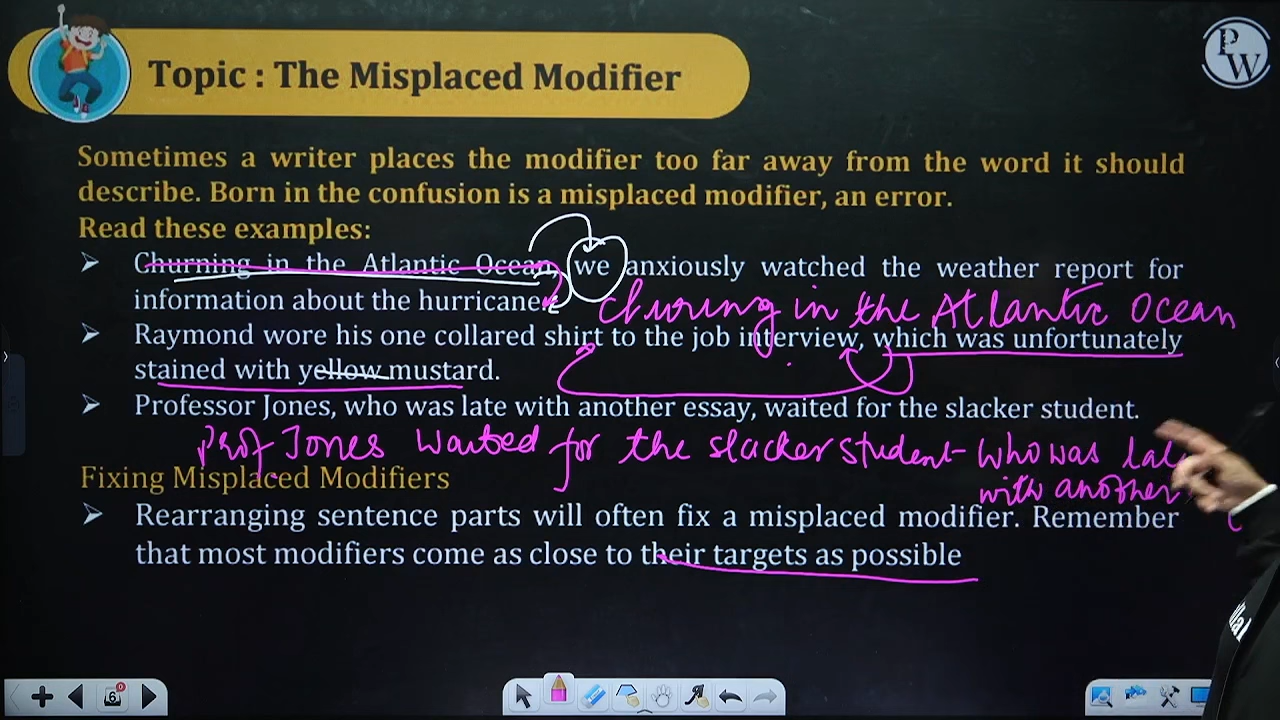 Topic : The Misplaced Modifier
P
W
Sometimes a writer places the modifier too far away from the word it should
describe. Born in the confusion is a misplaced modifier, an error.
Read these examples:
Churning in the Atlantic Ocean, we anxiously watched the weather report for
information about the hurricane.
Churing in the Atlantic Ocean
Raymond wore his one collared shirt to the job interview, which was unfortunately
stained with yellow mustard.
Professor Jones, who was late with another essay, waited for the slacker student.
Prof Jones waited for the slacker student- who was
with another
Fixing Misplaced Modifiers
Rearranging sentence parts will often fix a misplaced modifier. Remember
that most modifiers come as close to their targets as possible
6